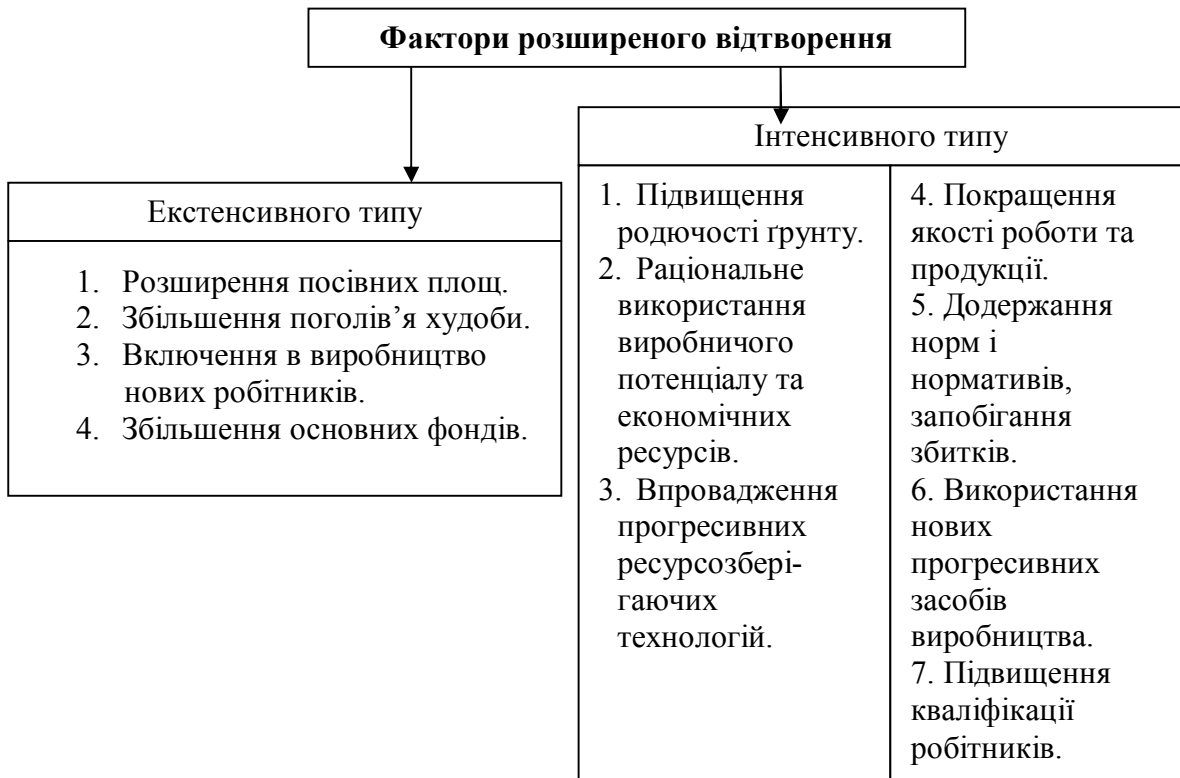 Фактори розширеного відтворення
Екстенсивного типу
1. Розширення посівних площ.
2. Збільшення поголів’я худоби.
3. Включення в виробництво
нових робітників.
4. Збільшення основних фондів.
Інтенсивного типу
1. Підвищення
родючості ґрунту.
2. Раціональне
використання
виробничого
потенціалу та
економічних
ресурсів.
3. Впровадження
прогресивних
ресурсозбері-
гаючих
технологій.
4. Покращення
якості роботи та
продукції.
5. Додержання
норм і
нормативів,
запобігання
збитків.
6. Використання
нових
прогресивних
засобів
виробництва.
7. Підвищення
кваліфікації
робітників.